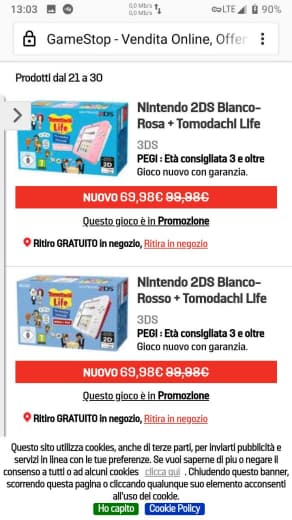 13:03
0,0 Mb/s
0,0 Mb/s
LTE
90%
GameStop - Vendita Online, Offer
Prodotti dal 21 a 30
Nintendo 2DS Bianco-
Rosa + Tomodachi Life
3DS
PEGI : Età consigliata 3 e oltre
Gioco nuovo con garanzia.
Life
2DS
NUOVO 69,98€ 99,98€
Questo gioco è in Promozione
Ritiro GRATUITO in negozio, Ritira in negozio
Nintendo 2DS Bianco-
Rosso + Tomodachi Life
3DS
PEGI : Età consigliata 3 e oltre
Gioco nuovo con garanzia.
Life
2DS
NUOVO 69,98€ 99,98€
Questo gioco è in Promozione
Ritiro GRATUITO in negozio, Ritira in negozio
Questo sito utilizza cookies, anche di terze parti, per inviarti pubblicità e
servizi in linea con le tue preferenze. Se vuoi saperne di piu o negare il
consenso a tutti o ad alcuni cookies clicca qui . Chiudendo questo banner,
scorrendo questa pagina o cliccando qualunque suo elemento acconsenti
all'uso dei cookie.
Ho capito Cookie Policy